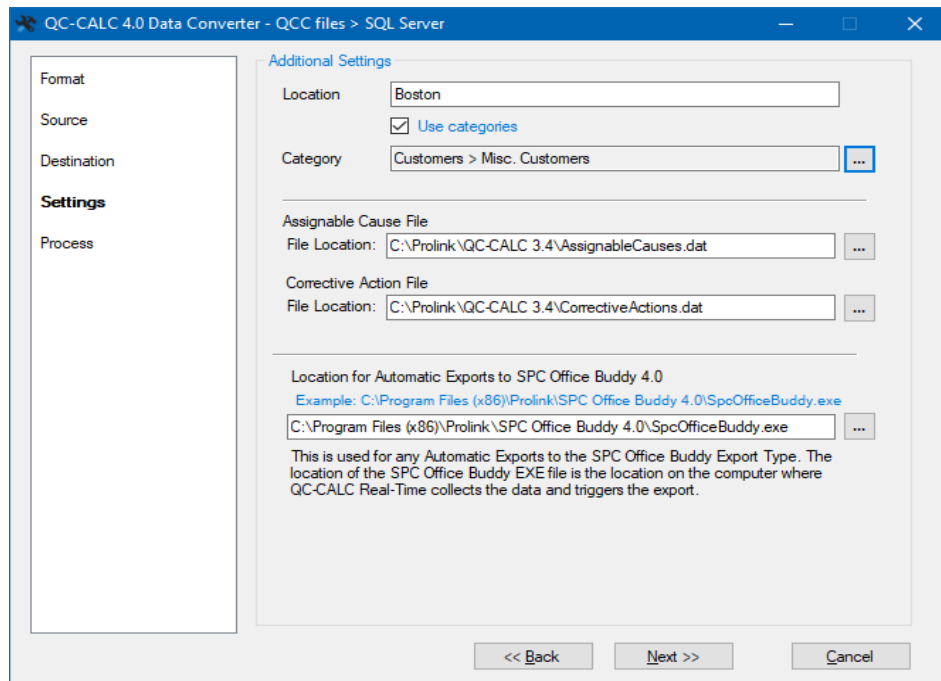 QC-CALC 4.0 Data Converter - QCC files > SQL Server
Format
Source
Destination
Settings
Process
Additional Settings
Location Boston
Use categories
Category Customers > Misc. Customers ...
Assignable Cause File
File Location: C:\Prolink\QC-CALC 3.4\AssignableCauses.dat ...
Corrective Action File
File Location: C:\Prolink\QC-CALC 3.4\CorrectiveActions.dat ...
Location for Automatic Exports to SPC Office Buddy 4.0
Example: C:\Program Files (x86)\Prolink\SPC Office Buddy 4.0\SpcOfficeBuddy.exe
C:\Program Files (x86)\Prolink\SPC Office Buddy 4.0\SpcOfficeBuddy.exe ...
This is used for any Automatic Exports to the SPC Office Buddy Export Type. The
location of the SPC Office Buddy EXE file is the location on the computer where
QC-CALC Real-Time collects the data and triggers the export.
<< Back Next >> Cancel